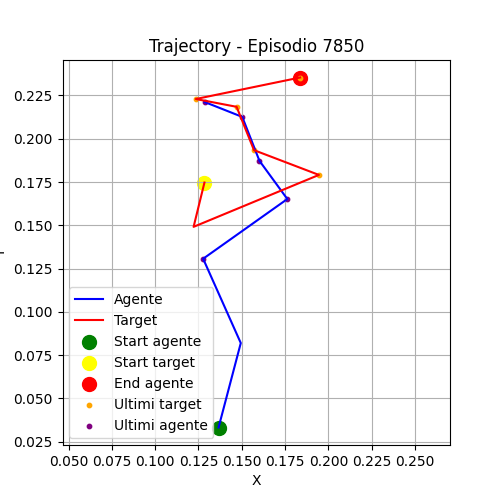 Trajectory - Episodio 7850
0.225
0.200
0.175
0.150
0.125
0.100
0.075
0.050
0.025
Agente
Target
Start agente
Start target
End agente
Ultimi target
Ultimi agente
0.050 0.075 0.100 0.125 0.150 0.175 0.200 0.225 0.250
X